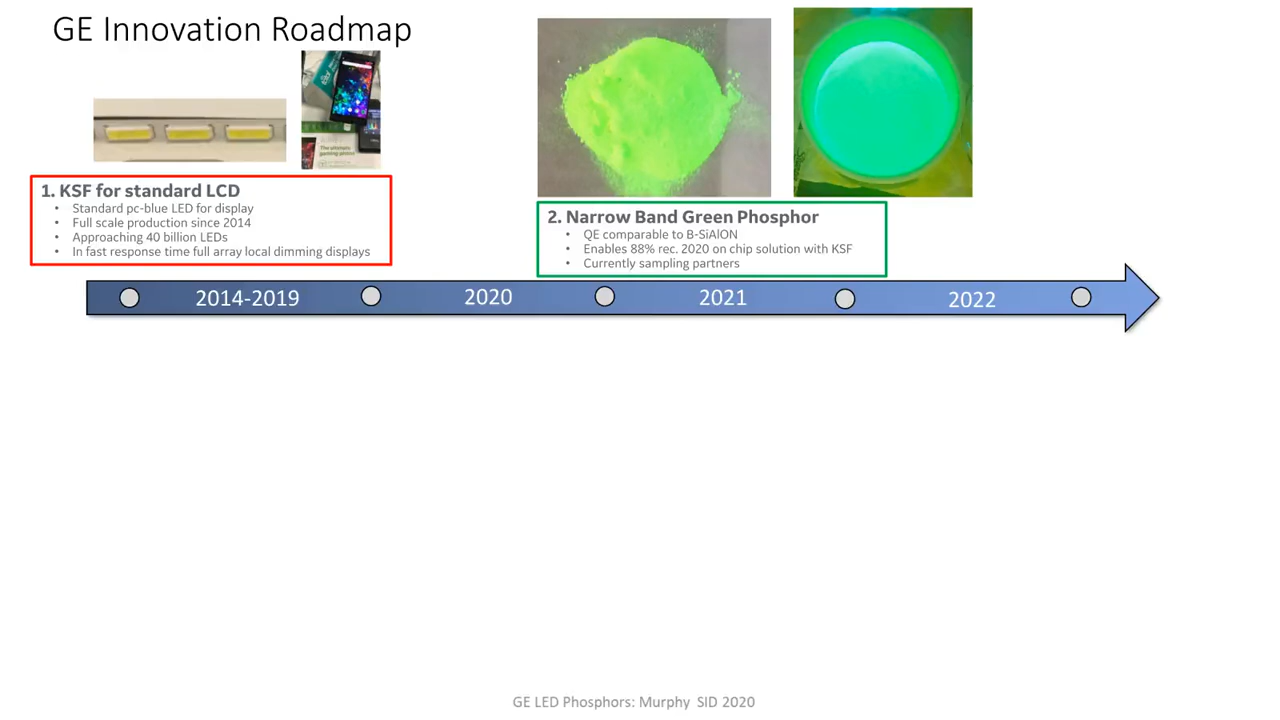 GE Innovation Roadmap
The ultimate
1. KSF for standard LCD
• Standard pc-blue LED for display
• Full scale production since 2014
• Approaching 40 billion LEDs
• In fast response time full array local dimming displays
2. Narrow Band Green Phosphor
• QE comparable to B-SiAlON
• Enables 88% rec. 2020 on chip solution with KSF
• Currently sampling partners
2014-2019
2020
2021
2022
GE LED Phosphors: Murphy SID 2020